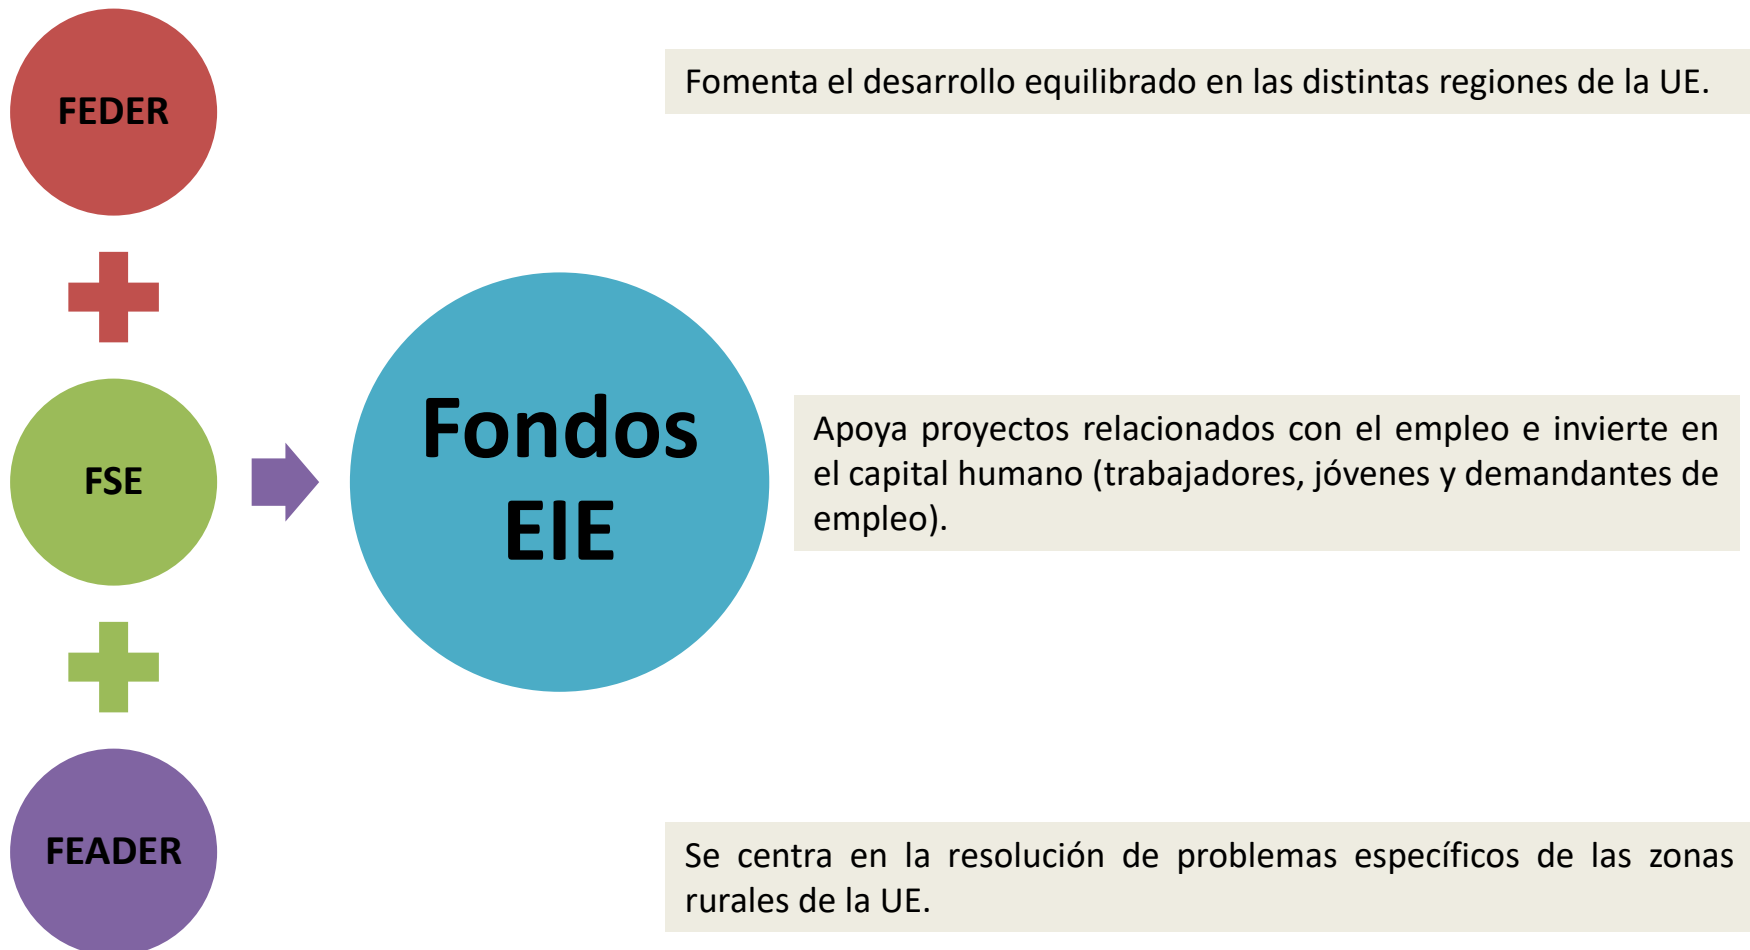 FEDER
Fomenta el desarrollo equilibrado en las distintas regiones de la UE.
FSE
Fondos
EIE
Apoya proyectos relacionados con el empleo e invierte en
el capital humano (trabajadores, jóvenes y demandantes de
empleo).
FEADER
Se centra en la resolución de problemas específicos de las zonas
rurales de la UE.